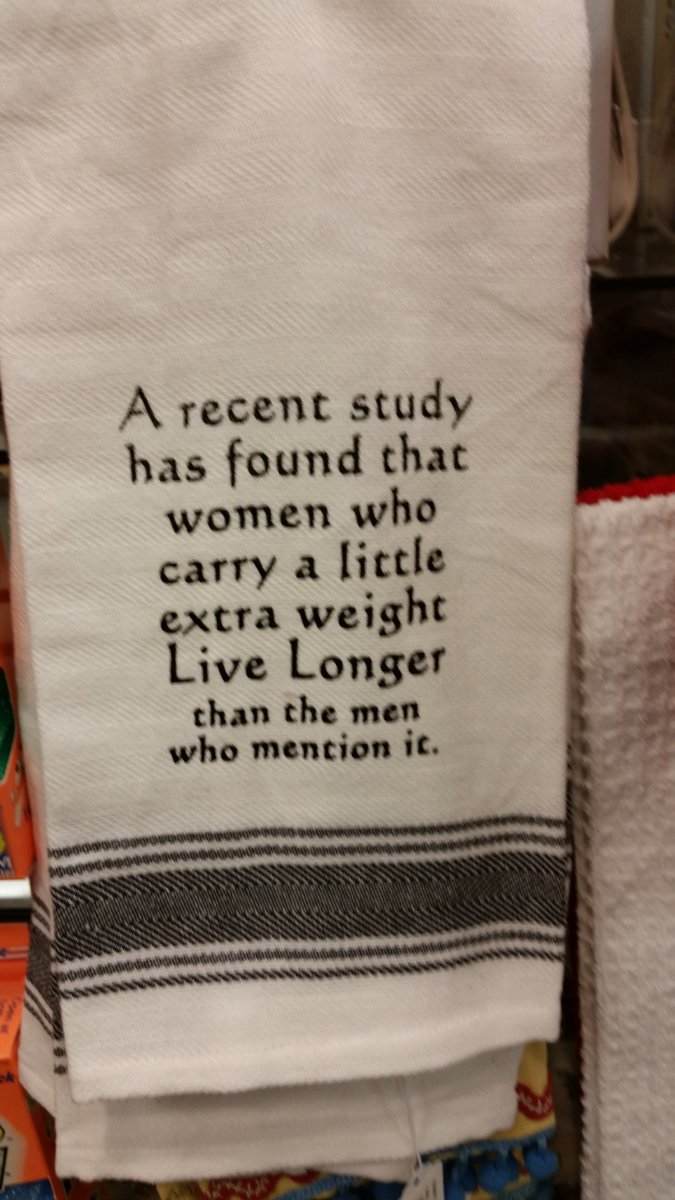 A recent study
has found that
women who
carry a little
extra weight
Live Longer
than the men
who mention it.